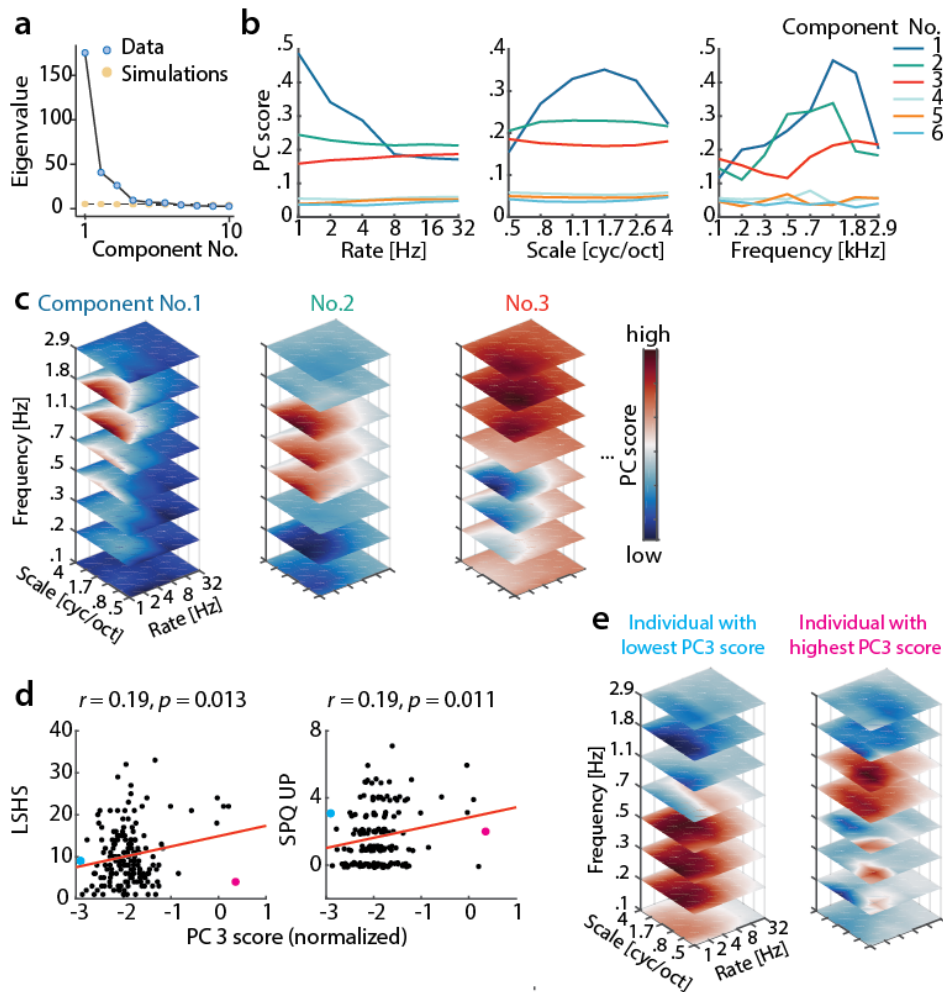 a
Data
Simulations
Eigenvalue
150
100
50
0
1
10
Component No.
b
Component No.
1
2
3
4
5
6
PC score
.5
.4
.3
.2
.1
0
1 2 4 8 16 32
Rate [Hz]
.4
.2
0
.5 .8 1.1 1.7 2.6 4
Scale [cyc/oct]
.5
.4
.3
.2
.1
0
.1 .2 .3 .5 .7 1.8 2.9
Frequency [kHz]
c
Component No.1
No.2
No.3
Frequency [Hz]
2.9
1.8
1.1
.7
.5
.3
.2
.1
4
1.7
.8
.5
Scale [cyc/oct]
1 2 4 8 32
Rate [Hz]
...
high
PC score
low
d
r = 0.19, p = 0.013
LSHS
40
30
20
10
0
-3 -2 -1 0 1
r = 0.19, p = 0.011
SPQ UP
8
4
0
-3 -2 -1 0 1
PC 3 score (normalized)
e
Individual with
lowest PC3 score
Individual with
highest PC3 score
Frequency [Hz]
2.9
1.8
1.1
.7
.5
.3
.2
.1
4
1.7
.8
.5
Scale [cyc/oct]
1 2 4 8 32
Rate [Hz]